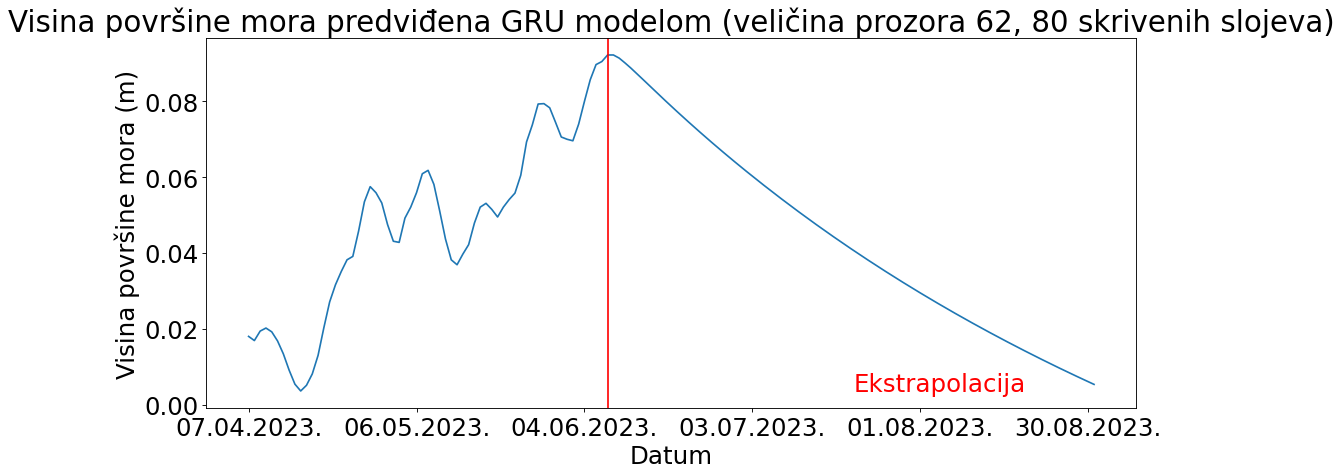 Visina površine mora predviđena GRU modelom (veličina prozora 62, 80 skrivenih slojeva)
Visina površine mora (m)
0.08
0.06
0.04
0.02
0.00
Ekstrapolacija
07.04.2023. 06.05.2023. 04.06.2023. 03.07.2023. 01.08.2023. 30.08.2023.
Datum